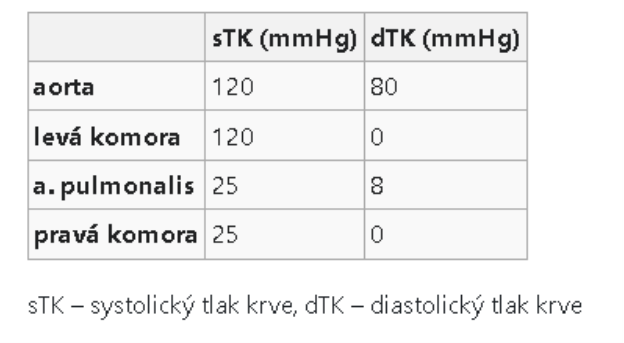 sTK (mmHg) dTK (mmHg)
aorta 120 80
levá komora 120 0
a. pulmonalis 25 8
pravá komora 25 0
sTK – systolický tlak krve, dTK – diastolický tlak krve